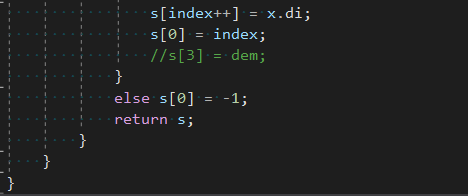 s[index++] = x.di;
s[0] = index;
//s[3] = dem;
}
else s[0] = -1;
return s;
}
}
}